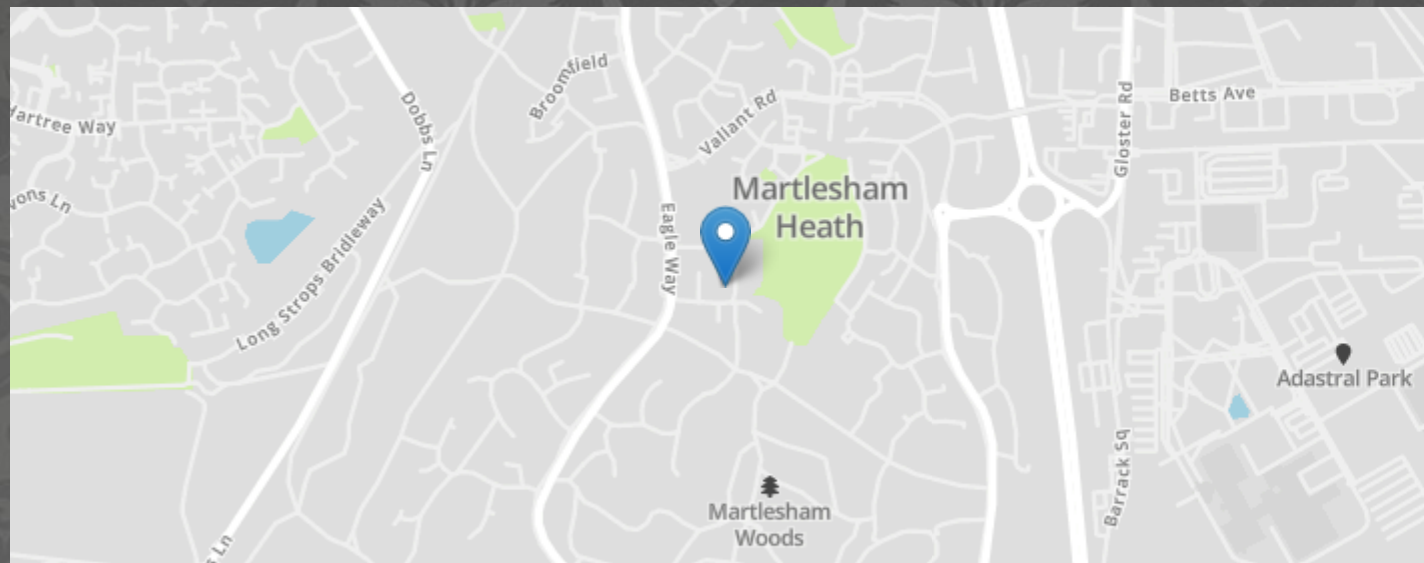 Broomfield
Betts Ave
Valiant Rd
Dobbs Ln
Gloster Rd
Martlesham
Heath
Eagle Way
Long Strops Bridleway
Adastral Park
Barrack Sq
Martlesham
Woods
Ln
Way
Ln